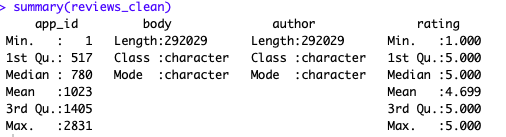 > summary(reviews_clean)
     app_id         body              author              rating
 Min.   :   1   Length:292029      Length:292029      Min.   :1.000
 1st Qu.: 517   Class :character   Class :character   1st Qu.:5.000
 Median : 780   Mode  :character   Mode  :character   Median :5.000
 Mean   :1023                                         Mean   :4.699
 3rd Qu.:1405                                         3rd Qu.:5.000
 Max.   :2831                                         Max.   :5.000